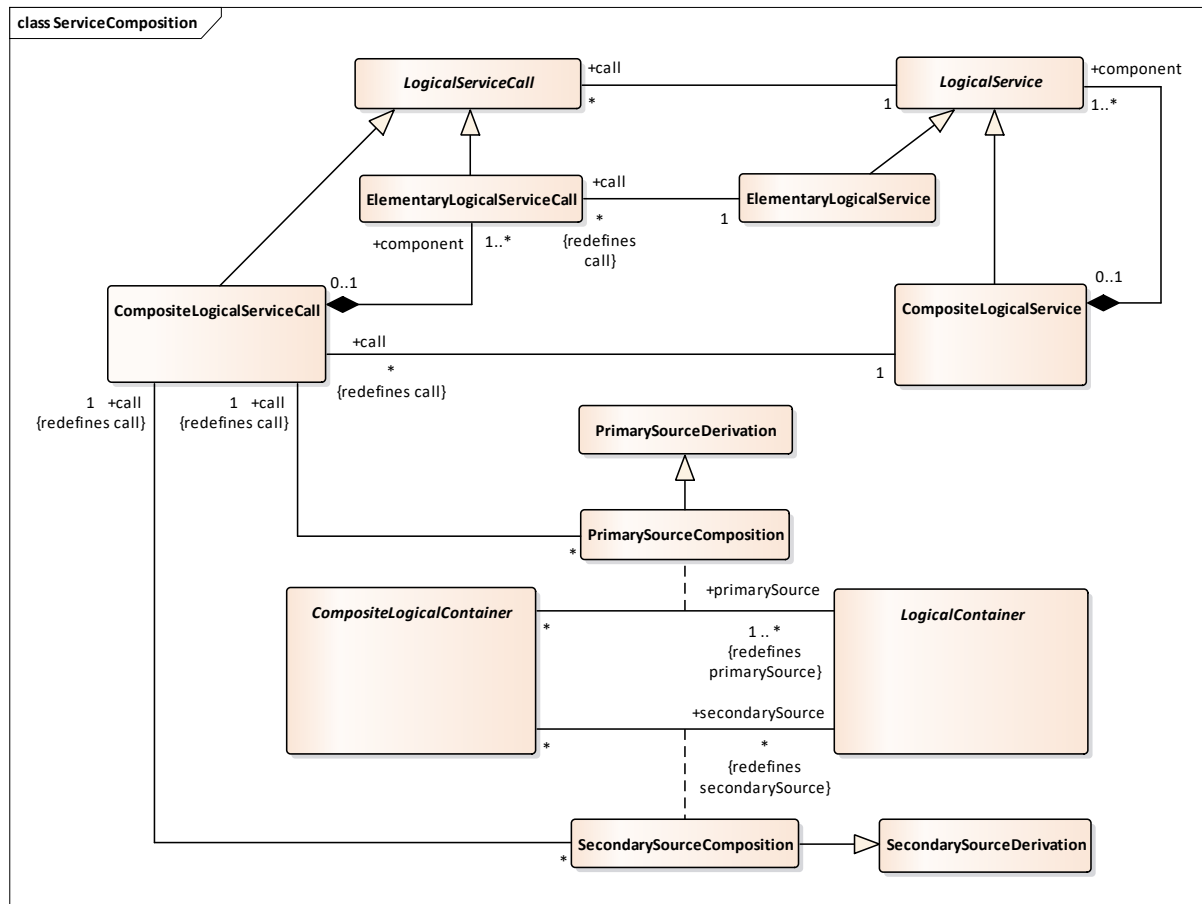 class ServiceComposition
LogicalServiceCall
+call
*
1
LogicalService
+component
1..*
ElementaryLogicalServiceCall
+call
*
{redefines
call}
1
ElementaryLogicalService
+component
1..*
0..1
CompositeLogicalServiceCall
0..1
CompositeLogicalService
+call
*
{redefines call}
1
1 +call
{redefines call}
1 +call
{redefines call}
PrimarySourceDerivation
PrimarySourceComposition
*
CompositeLogicalContainer
*
+primarySource
1 .. *
{redefines
primarySource}
LogicalContainer
+secondarySource
*
*
{redefines
secondarySource}
SecondarySourceComposition
*
SecondarySourceDerivation